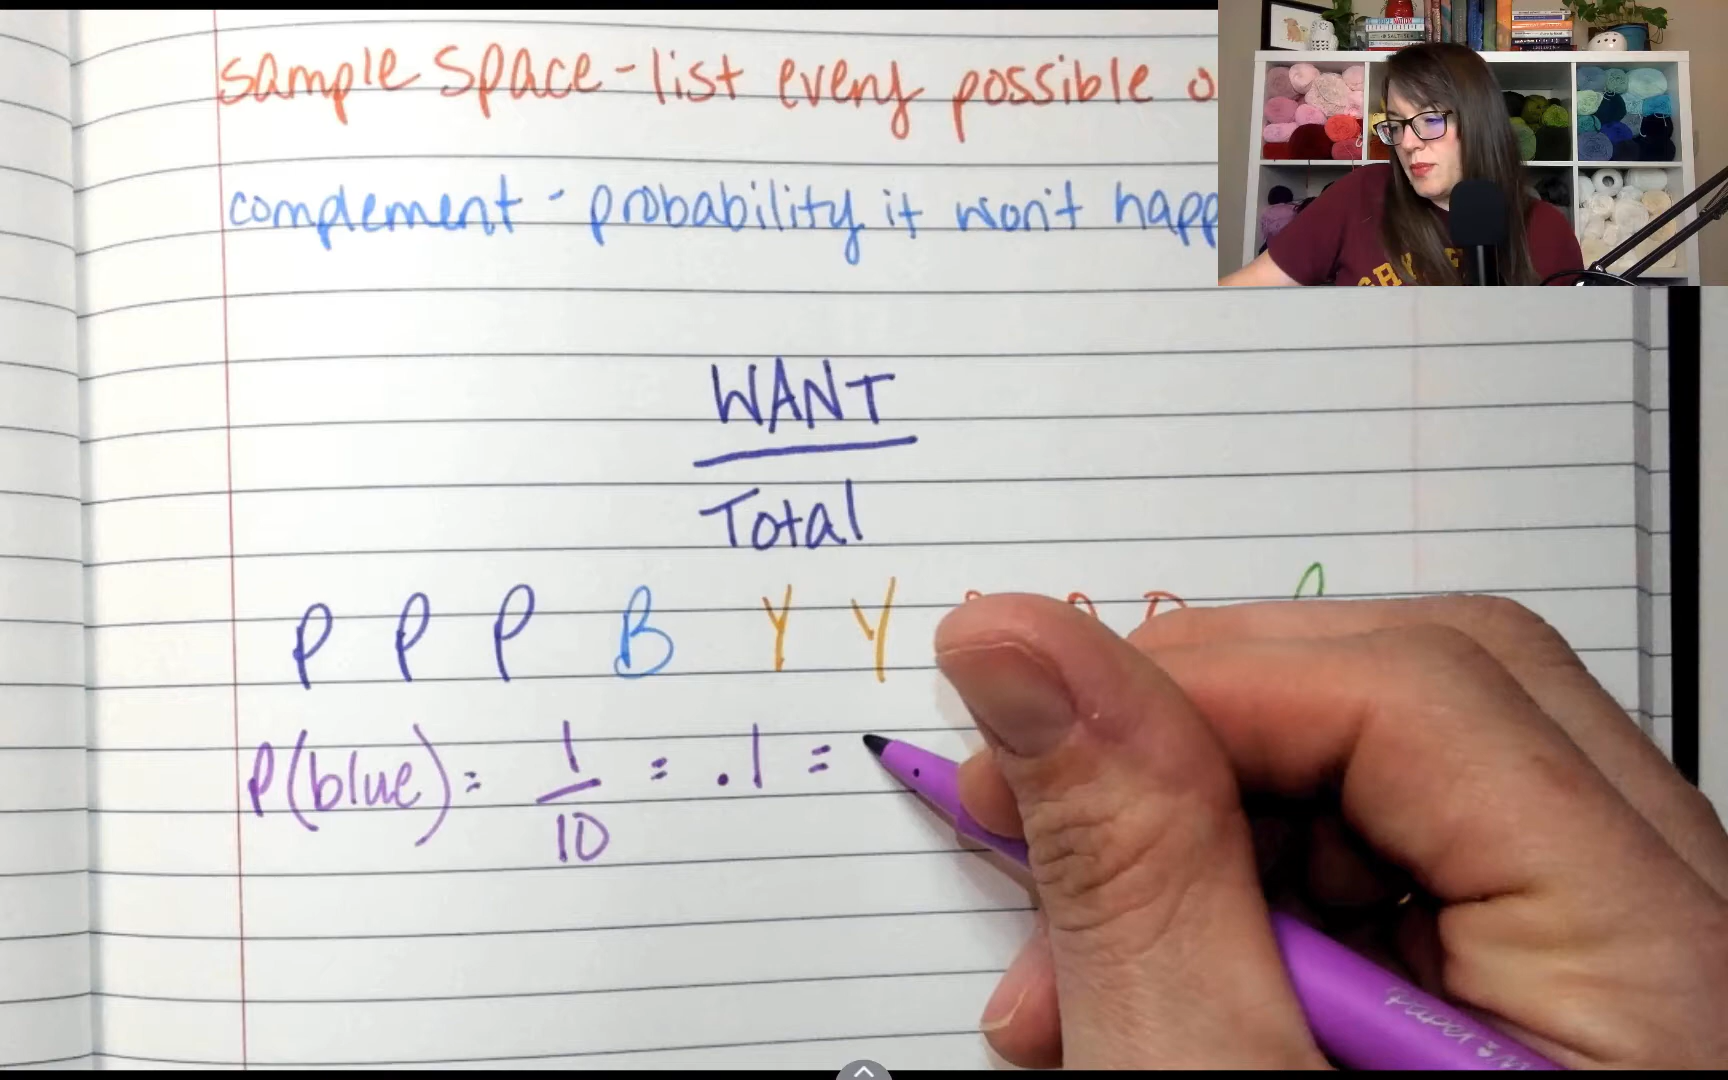 sample space - list every possible
complement - probability it won't
WANT
Total
P P P B Y Y
P(blue) = 1/10 = .1 =